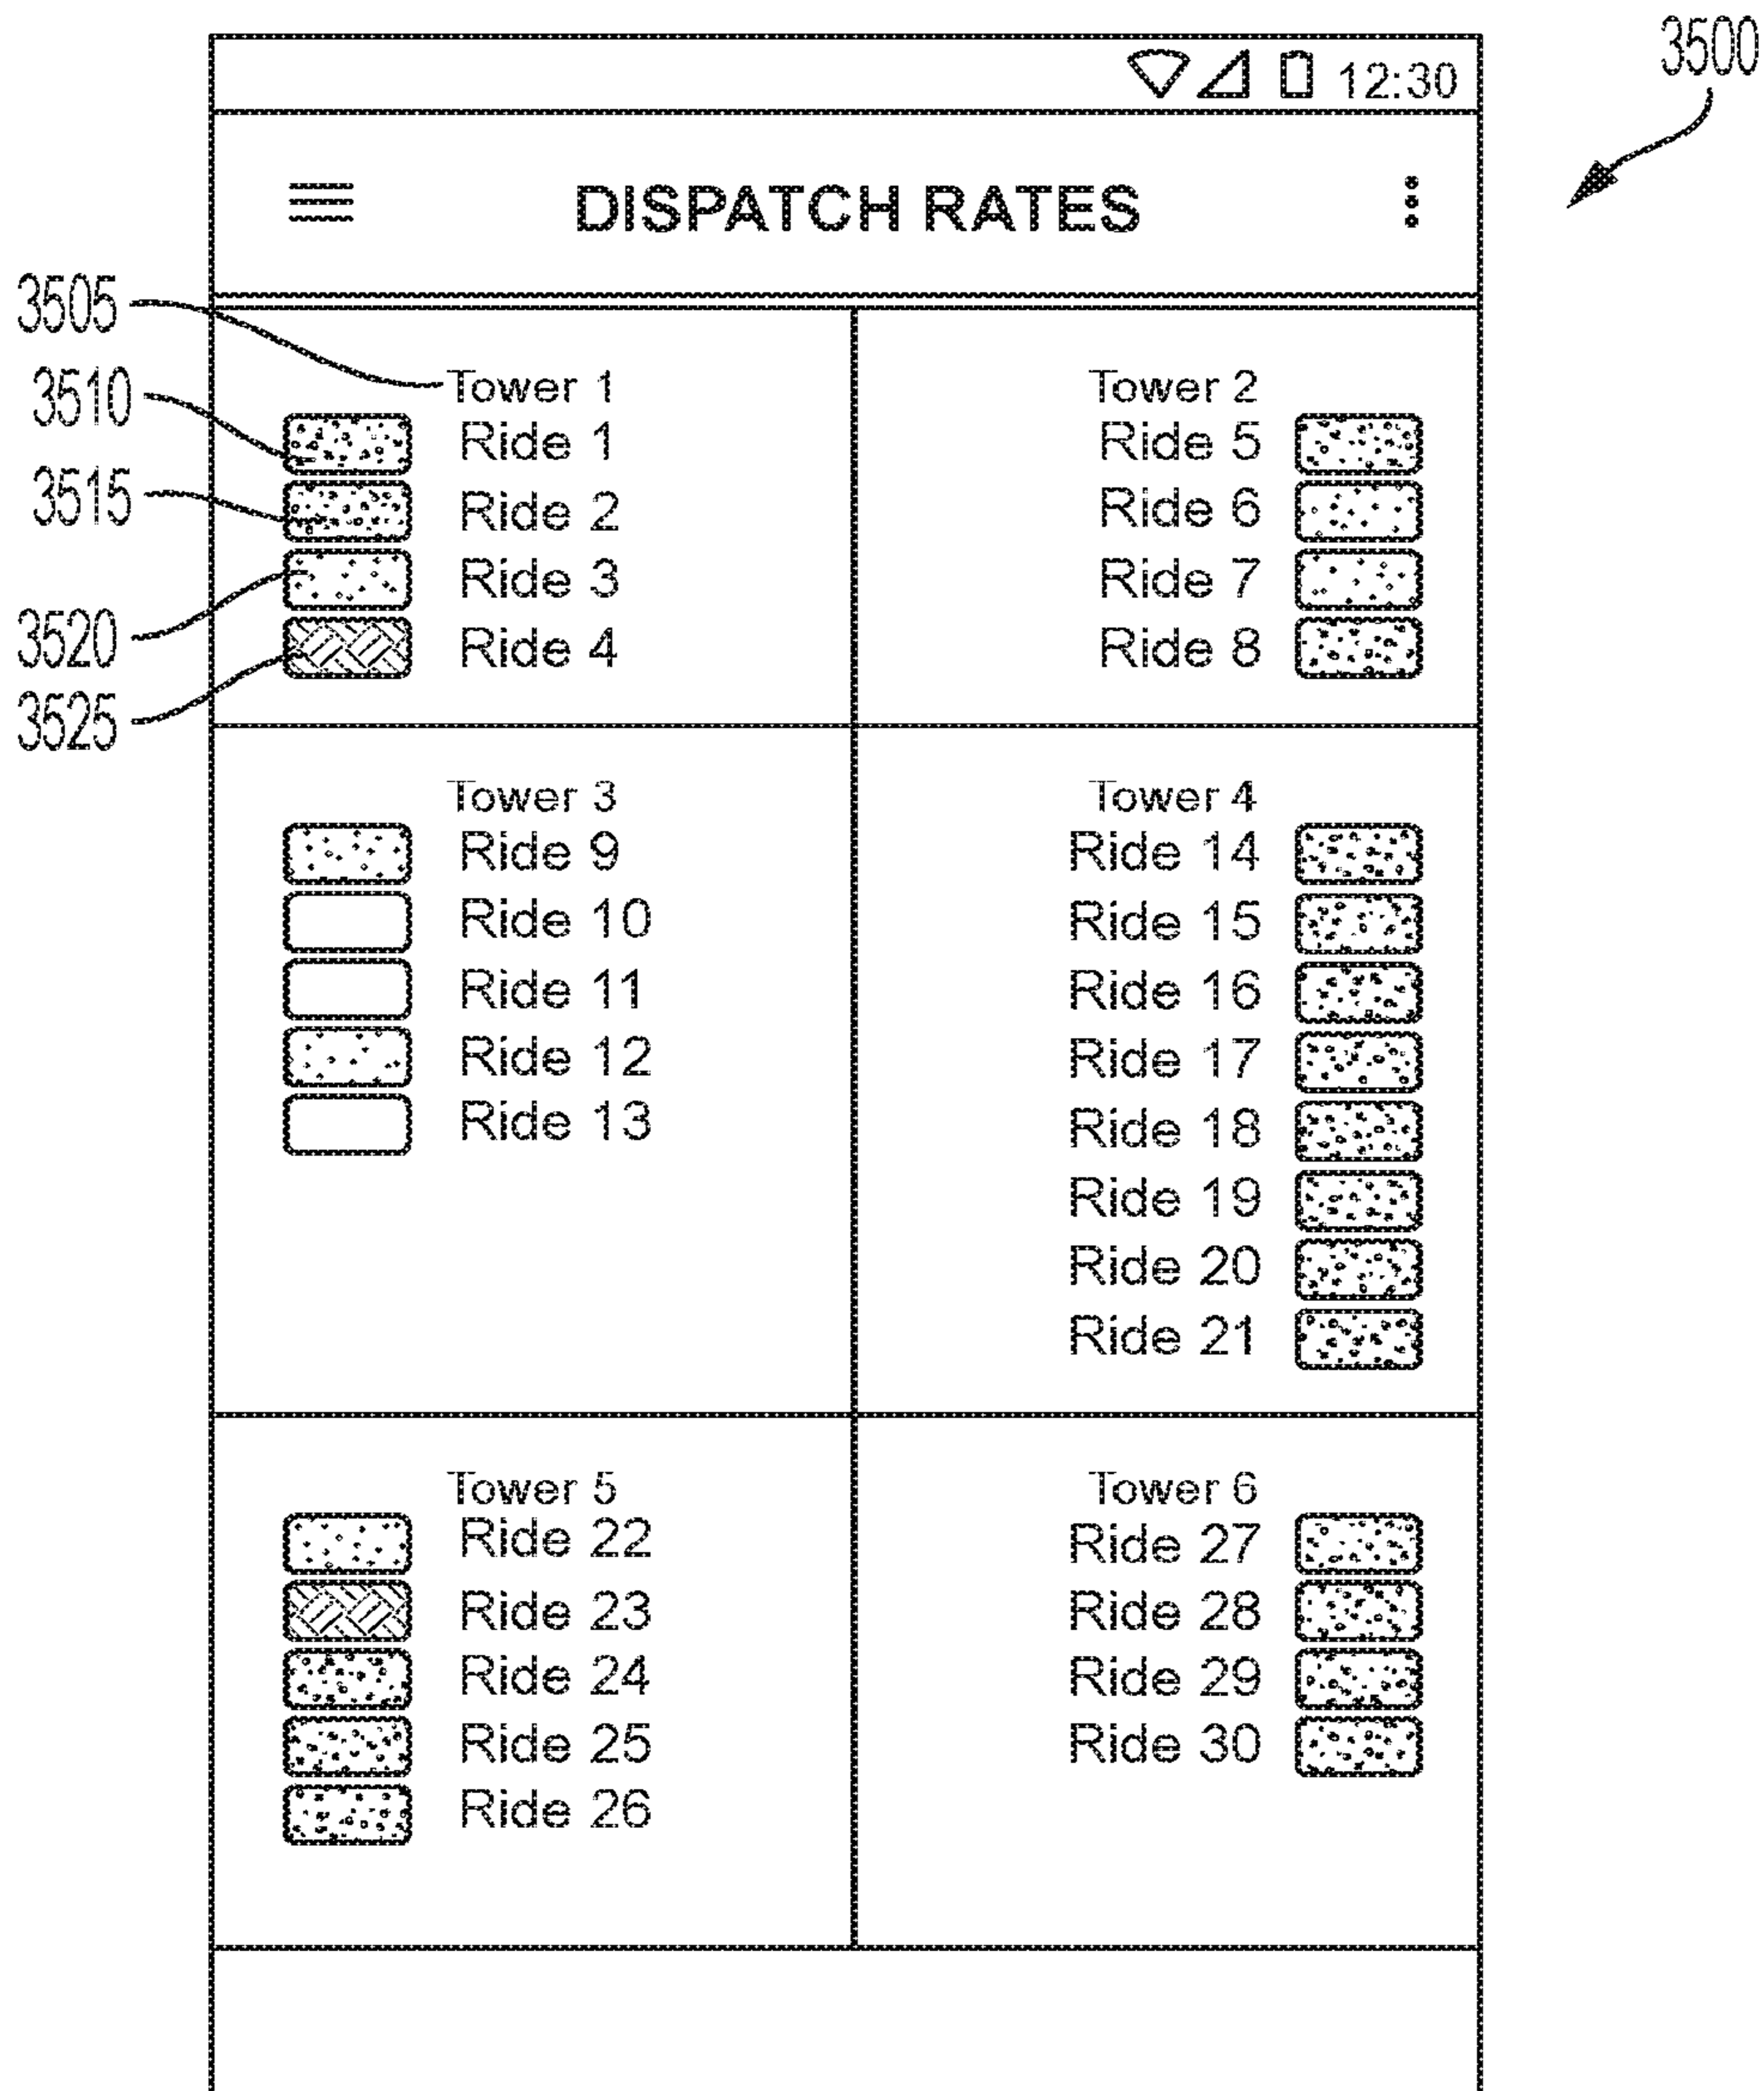 3500
12:30
DISPATCH RATES
3505
3510
3515
3520
3525
Tower 1
Ride 1
Ride 2
Ride 3
Ride 4
Tower 2
Ride 5
Ride 6
Ride 7
Ride 8
Tower 3
Ride 9
Ride 10
Ride 11
Ride 12
Ride 13
Tower 4
Ride 14
Ride 15
Ride 16
Ride 17
Ride 18
Ride 19
Ride 20
Ride 21
Tower 5
Ride 22
Ride 23
Ride 24
Ride 25
Ride 26
Tower 6
Ride 27
Ride 28
Ride 29
Ride 30